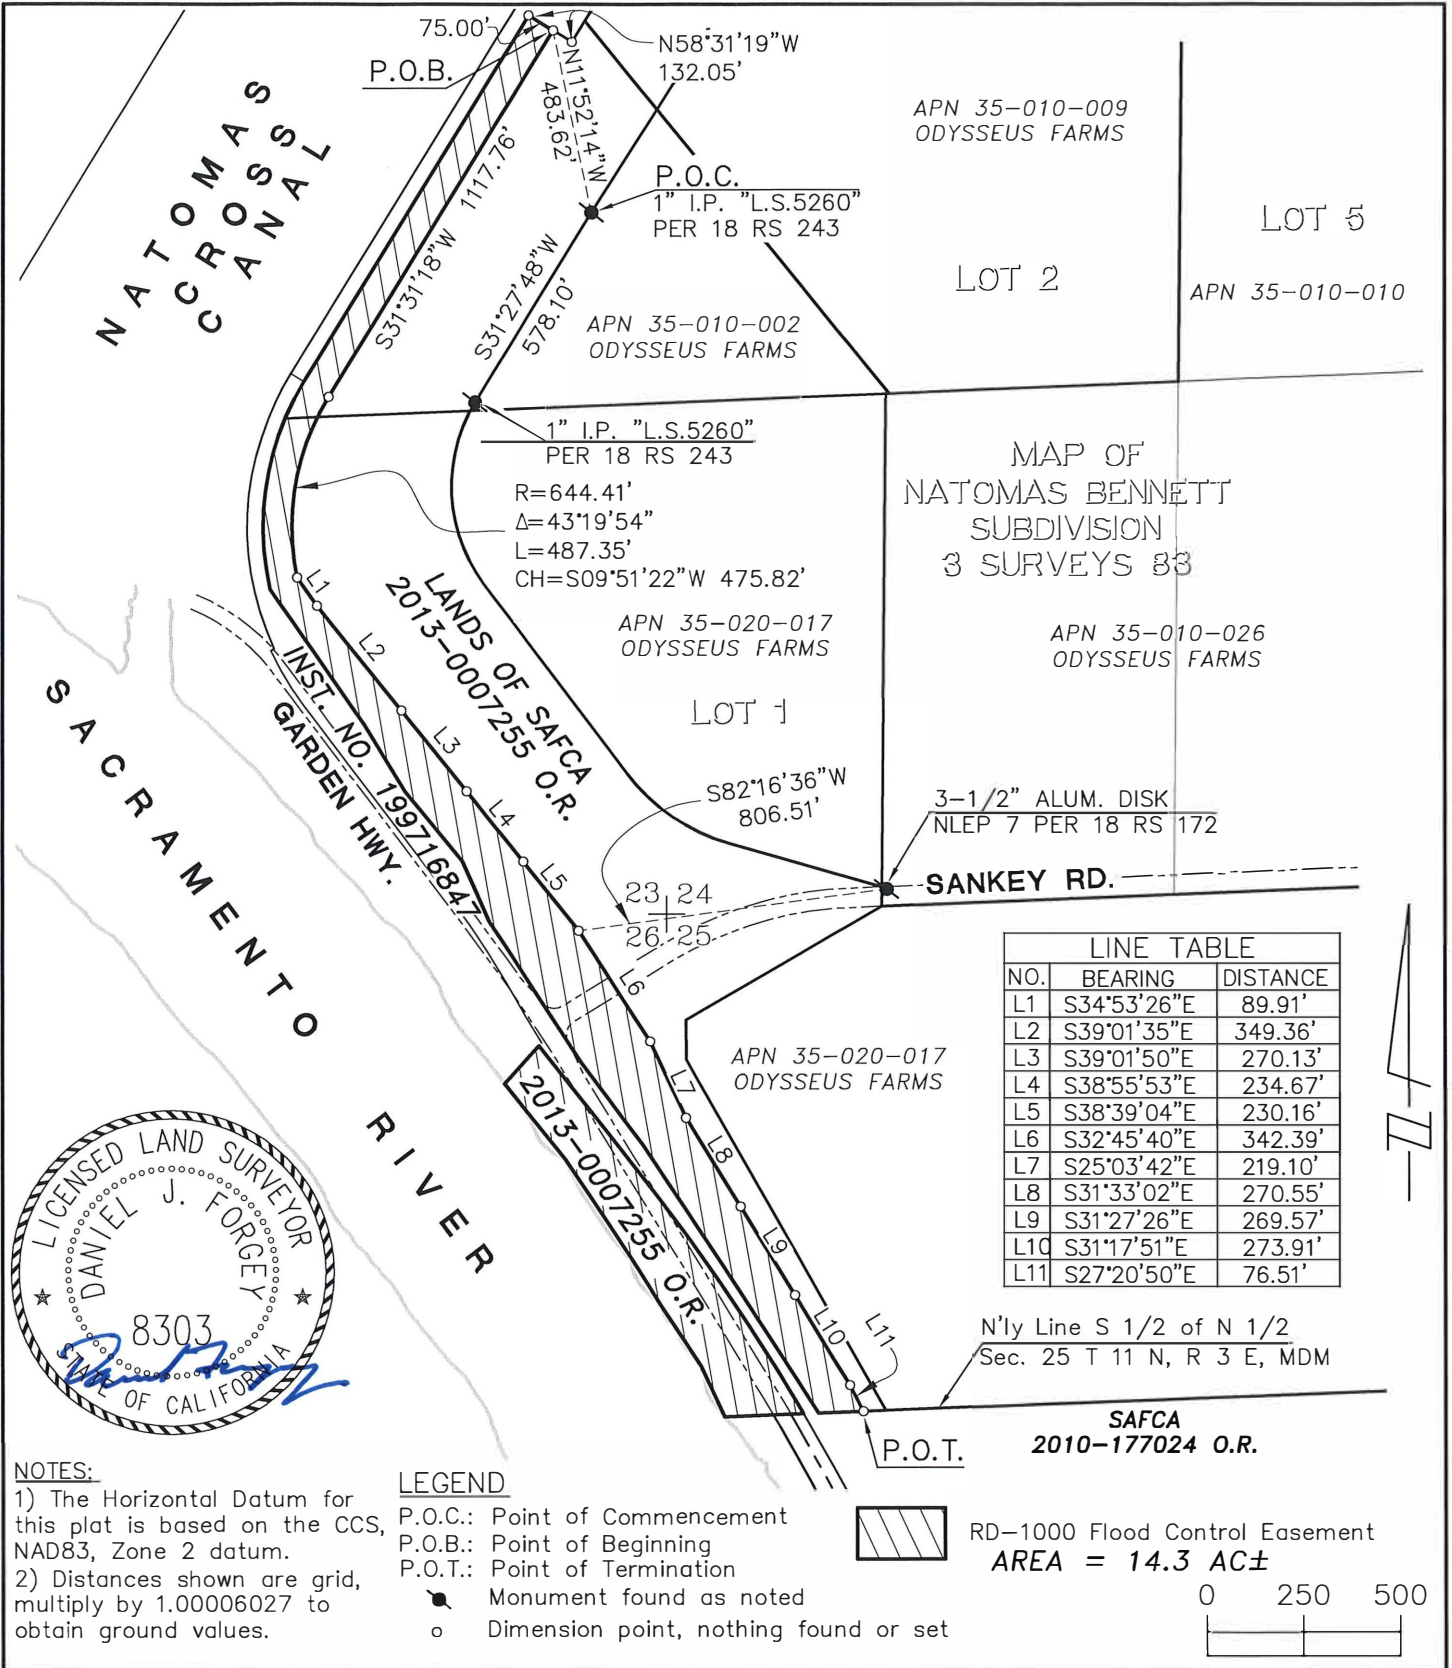 75.00'
N58°31'19"W
132.05'
P.O.B.
N11°52'14"W
483.62'
NATOMAS
CROSS
CANAL
S31°31'18"W 1117.76'
P.O.C.
1" I.P. "L.S.5260"
PER 18 RS 243
S31°27'48"W
578.10'
APN 35-010-009
ODYSSEUS FARMS
LOT 5
LOT 2
APN 35-010-010
APN 35-010-002
ODYSSEUS FARMS
1" I.P. "L.S.5260"
PER 18 RS 243
R=644.41'
Δ=43°19'54"
L=487.35'
CH=S09°51'22"W 475.82'
MAP OF
NATOMAS BENNETT
SUBDIVISION
3 SURVEYS 83
L1
L2
L3
L4
L5
L6
L7
L8
L9
L10
L11
LANDS OF SAFCA
2013-0007255 O.R.
APN 35-020-017
ODYSSEUS FARMS
APN 35-010-026
ODYSSEUS FARMS
LOT 1
INST. NO. 199716847
GARDEN HWY.
SACRAMENTO RIVER
S82°16'36"W
806.51'
3-1/2" ALUM. DISK
NLEP 7 PER 18 RS 172
23 24
26 25
SANKEY RD.
APN 35-020-017
ODYSSEUS FARMS
2013-0007255 O.R.
LINE TABLE
NO. BEARING DISTANCE
L1 S34°53'26"E 89.91'
L2 S39°01'35"E 349.36'
L3 S39°01'50"E 270.13'
L4 S38°55'53"E 234.67'
L5 S38°39'04"E 230.16'
L6 S32°45'40"E 342.39'
L7 S25°03'42"E 219.10'
L8 S31°33'02"E 270.55'
L9 S31°27'26"E 269.57'
L10 S31°17'51"E 273.91'
L11 S27°20'50"E 76.51'
N
N'ly Line S 1/2 of N 1/2
Sec. 25 T 11 N, R 3 E, MDM
SAFCA
2010-177024 O.R.
P.O.T.
LICENSED LAND SURVEYOR
DANIEL J. FORGEY
8303
STATE OF CALIFORNIA
NOTES:
1) The Horizontal Datum for
this plat is based on the CCS,
NAD83, Zone 2 datum.
2) Distances shown are grid,
multiply by 1.00006027 to
obtain ground values.
LEGEND
P.O.C.: Point of Commencement
P.O.B.: Point of Beginning
P.O.T.: Point of Termination
Monument found as noted
Dimension point, nothing found or set
RD-1000 Flood Control Easement
AREA = 14.3 AC±
0 250 500